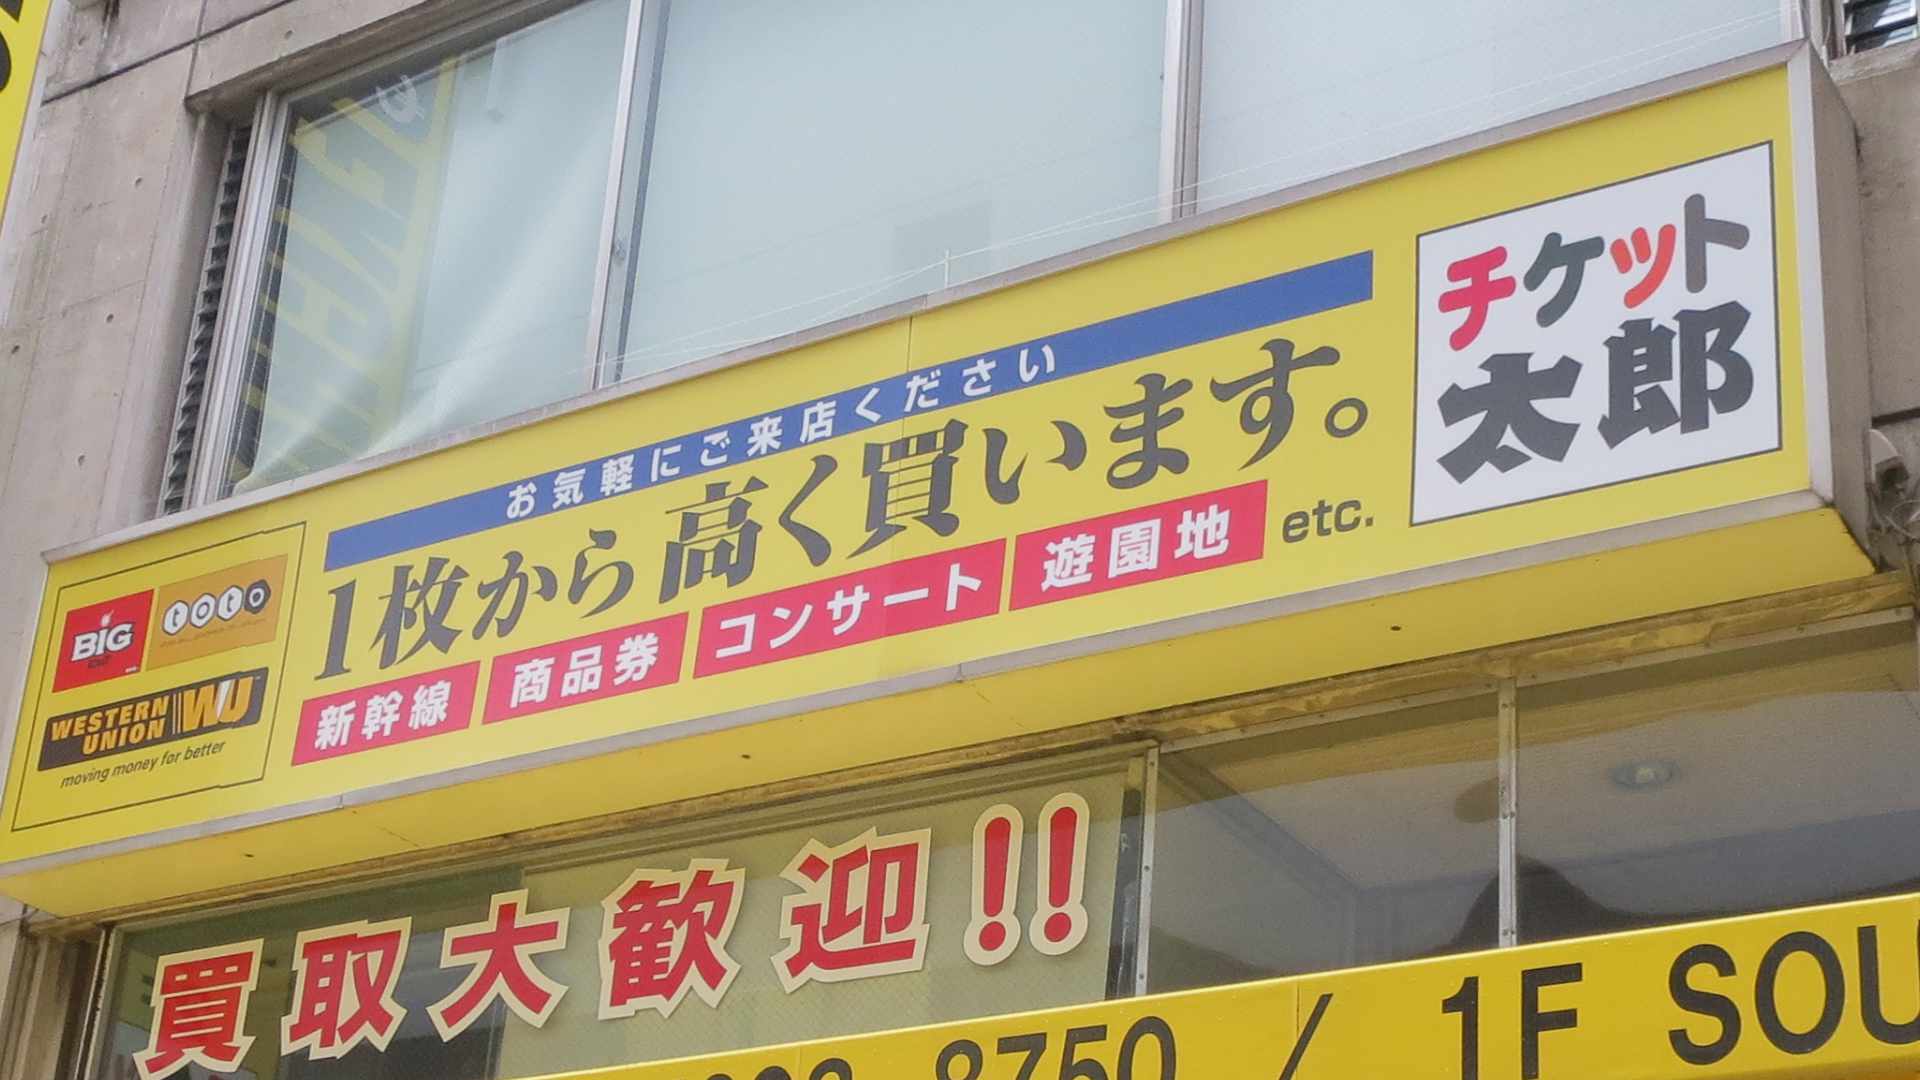 お気軽にご来店ください
1枚から高く買います。
新幹線 商品券 コンサート 遊園地 etc.
チケット
太郎
BIG
toto
WESTERN
UNION WU
moving money for better
買取大歓迎!!
8750 / 1F SOU